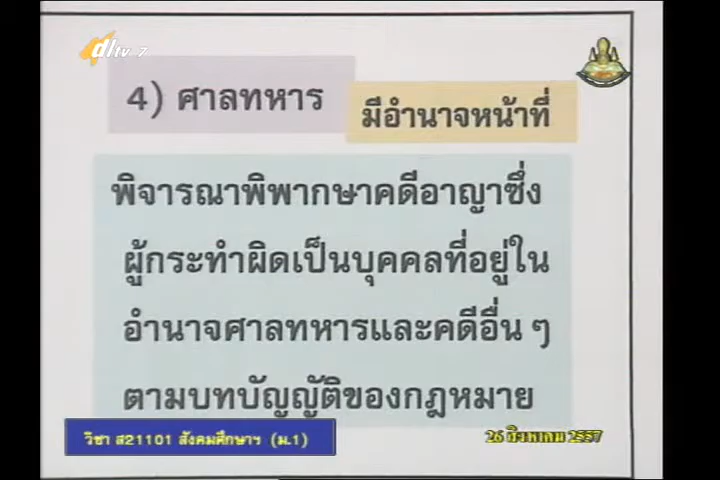 dltv 7
4) ศาลทหาร
มีอำนาจหน้าที่
พิจารณาพิพากษาคดีอาญาซึ่ง
ผู้กระทำผิดเป็นบุคคลที่อยู่ใน
อำนาจศาลทหารและคดีอื่น ๆ
ตามบทบัญญัติของกฎหมาย
วิชา ส21101 สังคมศึกษาฯ (ม.1)
26 สิงหาคม 2557